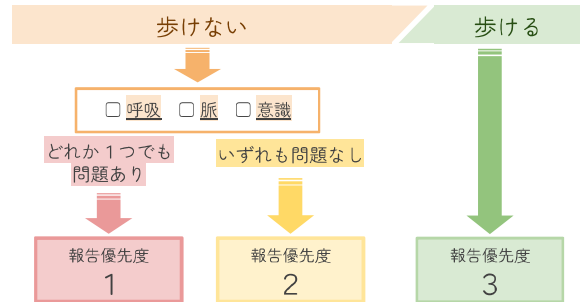 歩けない
歩ける
□ 呼吸 □ 脈 □ 意識
どれか１つでも
問題あり
いずれも問題なし
報告優先度
1
報告優先度
2
報告優先度
3